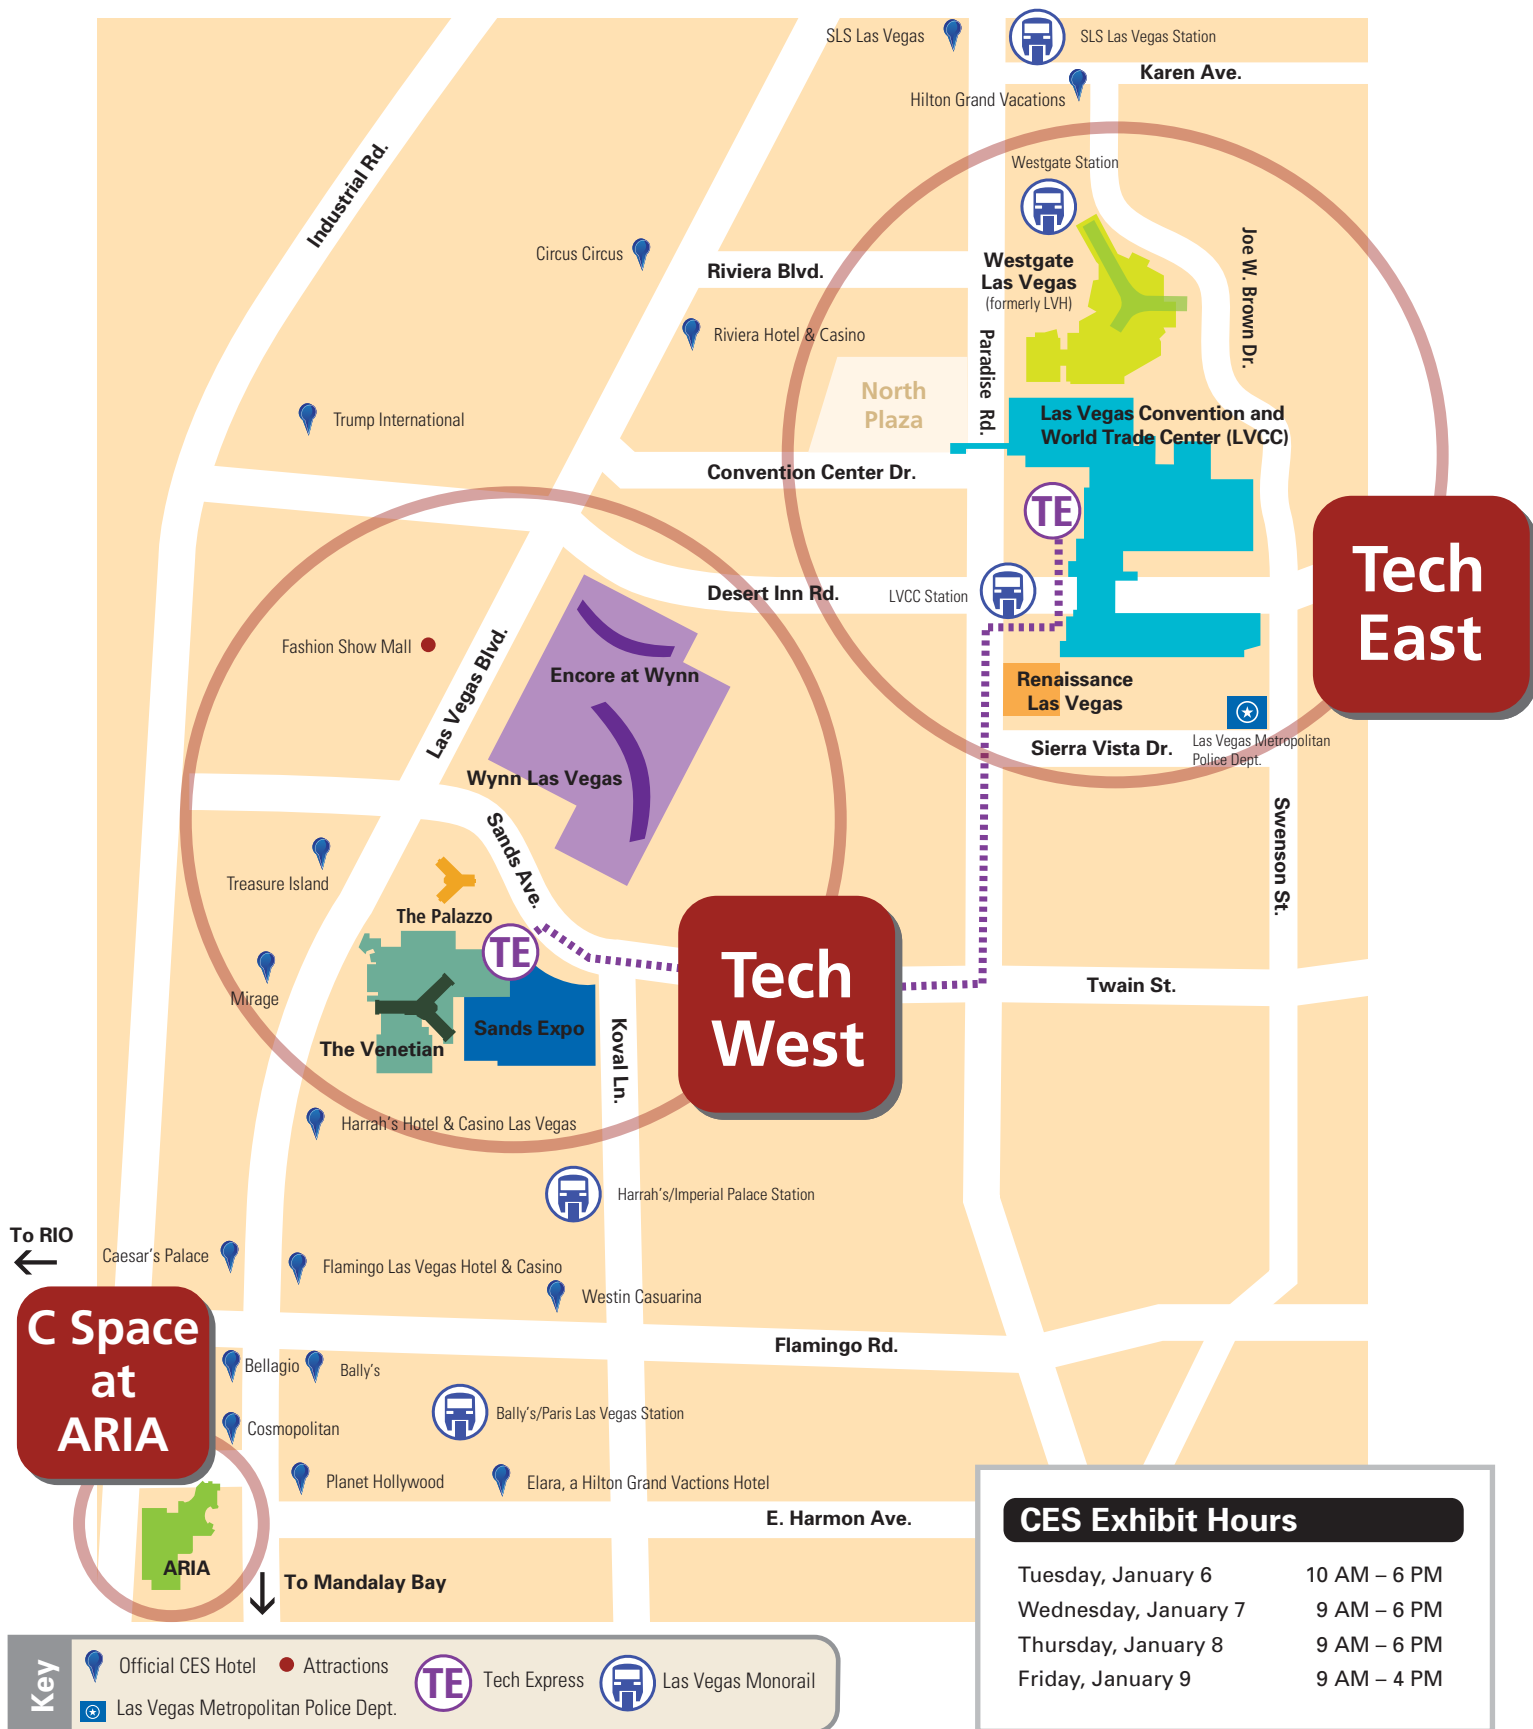 SLS Las Vegas
SLS Las Vegas Station
Karen Ave.
Hilton Grand Vacations
Industrial Rd.
Westgate Station
Circus Circus
Riviera Blvd.
Westgate
Las Vegas
(formerly LVH)
Joe W. Brown Dr.
Riviera Hotel & Casino
Paradise Rd.
North
Plaza
Trump International
Las Vegas Convention and
World Trade Center (LVCC)
Convention Center Dr.
TE
Tech
East
Desert Inn Rd.
LVCC Station
Fashion Show Mall
Las Vegas Blvd.
Encore at Wynn
Renaissance
Las Vegas
Sierra Vista Dr.
Las Vegas Metropolitan
Police Dept.
Wynn Las Vegas
Sands Ave.
Swenson St.
Treasure Island
The Palazzo
TE
Tech
West
Twain St.
Mirage
Sands Expo
The Venetian
Koval Ln.
Harrah's Hotel & Casino Las Vegas
Harrah's/Imperial Palace Station
To RIO
Caesar's Palace
Flamingo Las Vegas Hotel & Casino
Westin Casuarina
C Space
at
ARIA
Flamingo Rd.
Bellagio
Bally's
Cosmopolitan
Bally's/Paris Las Vegas Station
Planet Hollywood
Elara, a Hilton Grand Vactions Hotel
E. Harmon Ave.
ARIA
To Mandalay Bay
CES Exhibit Hours
Tuesday, January 6 10 AM – 6 PM
Wednesday, January 7 9 AM – 6 PM
Thursday, January 8 9 AM – 6 PM
Friday, January 9 9 AM – 4 PM
Key
Official CES Hotel
Attractions
TE
Tech Express
Las Vegas Monorail
Las Vegas Metropolitan Police Dept.